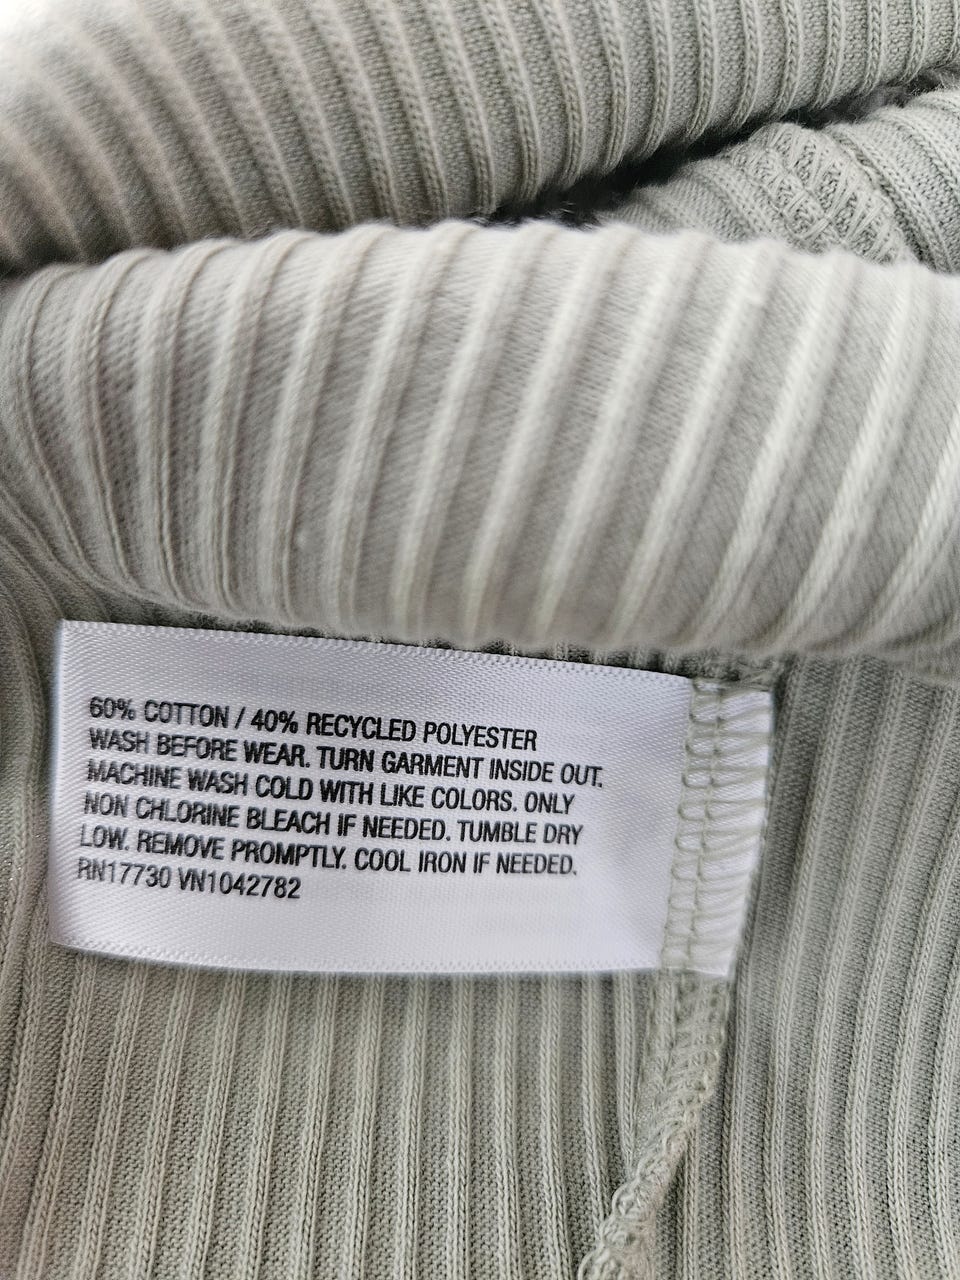 60% COTTON / 40% RECYCLED POLYESTER
WASH BEFORE WEAR. TURN GARMENT INSIDE OUT.
MACHINE WASH COLD WITH LIKE COLORS. ONLY
NON CHLORINE BLEACH IF NEEDED. TUMBLE DRY
LOW. REMOVE PROMPTLY. COOL IRON IF NEEDED.
RN17730 VN1042782